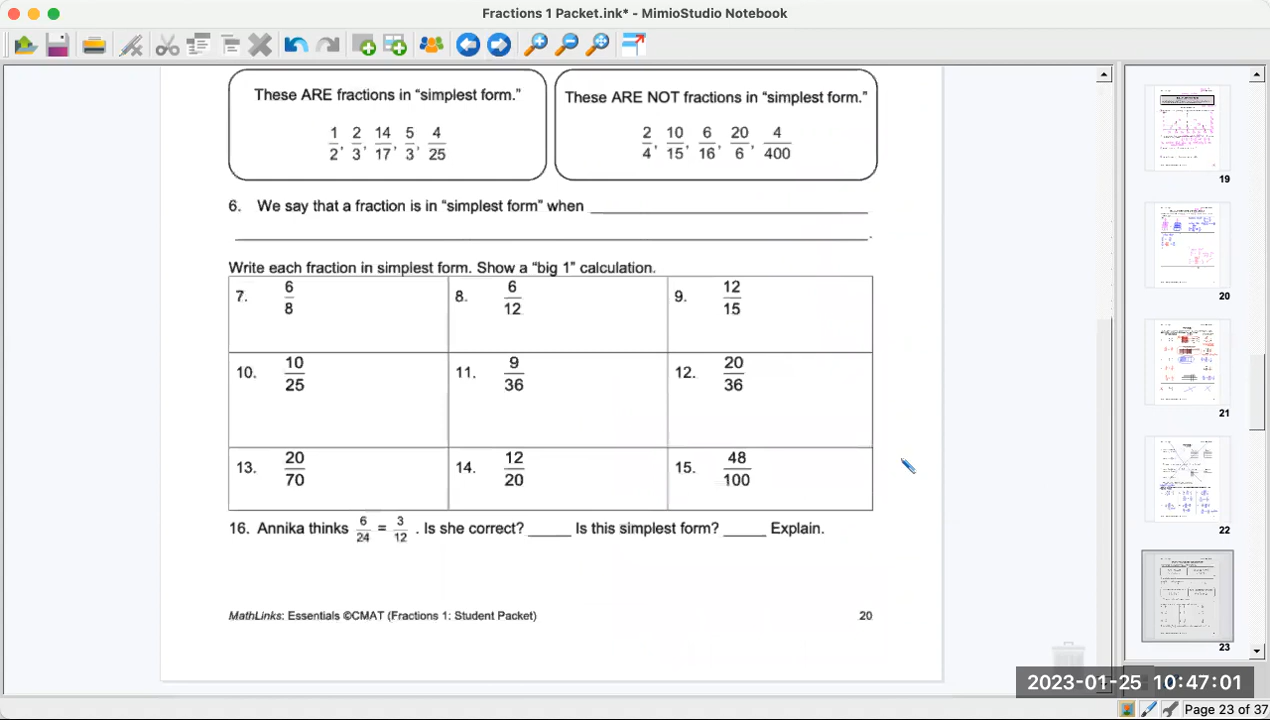 Fractions 1 Packet.ink* - MimioStudio Notebook
These ARE fractions in “simplest form.”
1/2, 2/3, 14/17, 5/3, 4/25
These ARE NOT fractions in “simplest form.”
2/4, 10/15, 6/16, 20/6, 4/400
6. We say that a fraction is in “simplest form” when ____
____.
Write each fraction in simplest form. Show a “big 1” calculation.
7. 6/8
8. 6/12
9. 12/15
10. 10/25
11. 9/36
12. 20/36
13. 20/70
14. 12/20
15. 48/100
16. Annika thinks 6/24 = 3/12 . Is she correct? _____ Is this simplest form? _____ Explain.
MathLinks: Essentials ©CMAT (Fractions 1: Student Packet)
20
19
20
21
22
23
2023-01-25 10:47:01
Page 23 of 37